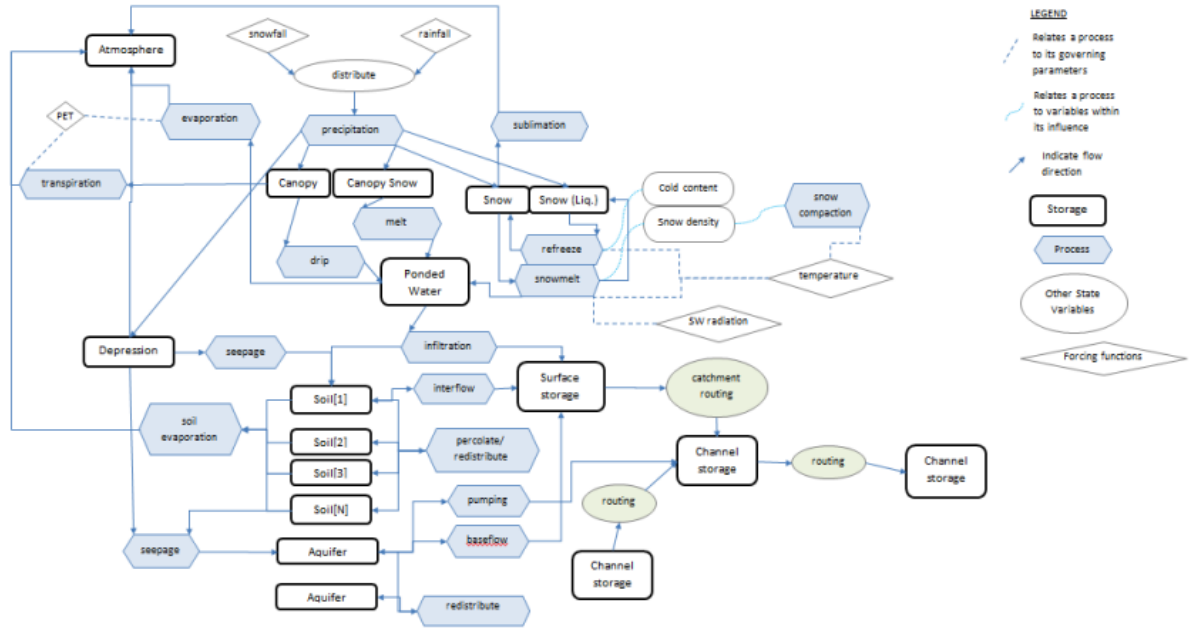 LEGEND
snowfall
rainfall
Relates a process
to its governing
parameters
Atmosphere
distribute
Relates a process
to variables within
its influence
PET
evaporation
precipitation
sublimation
Indicate flow
direction
transpiration
Canopy
Canopy Snow
Snow
Snow (Liq.)
Cold content
Snow density
snow
compaction
Storage
melt
refreeze
Process
drip
Ponded
Water
snowmelt
temperature
Other State
Variables
SW radiation
Depression
seepage
infiltration
Forcing functions
Surface
storage
catchment
routing
Soil[1]
interflow
soil
evaporation
Soil[2]
percolate/
redistribute
Soil[3]
Channel
storage
routing
Channel
storage
Soil[N]
pumping
routing
seepage
Aquifer
baseflow
Channel
storage
Aquifer
redistribute